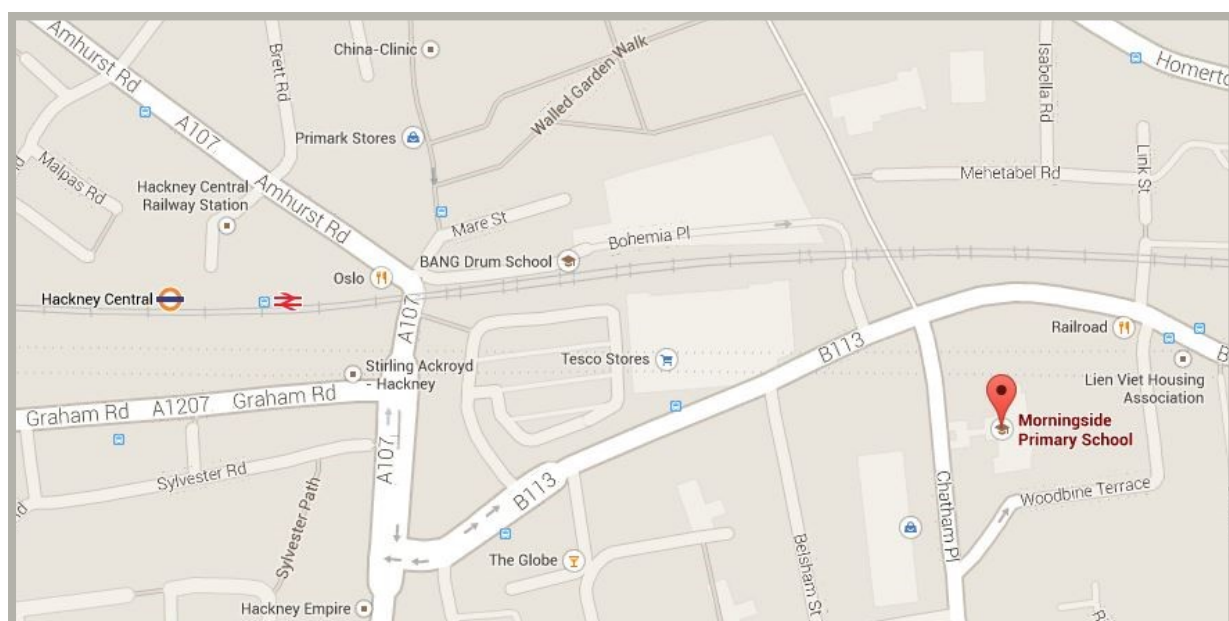 Amhurst Rd
Brett Rd
China-Clinic
Walled Garden Walk
Isabella Rd
Homerto
A107
Primark Stores
Link St
Malpas Rd
Mehetabel Rd
Hackney Central
Railway Station
Amhurst Rd
Mare St
Bohemia Pl
BANG Drum School
Oslo
Hackney Central
A107
Railroad
B113
Tesco Stores
B
Stirling Ackroyd
- Hackney
Lien Viet Housing
Association
Graham Rd
A1207
Graham Rd
Morningside
Primary School
A107
Sylvester Rd
B113
Chatham Pl
Woodbine Terrace
Sylvester Path
The Globe
Belsham St
Hackney Empire